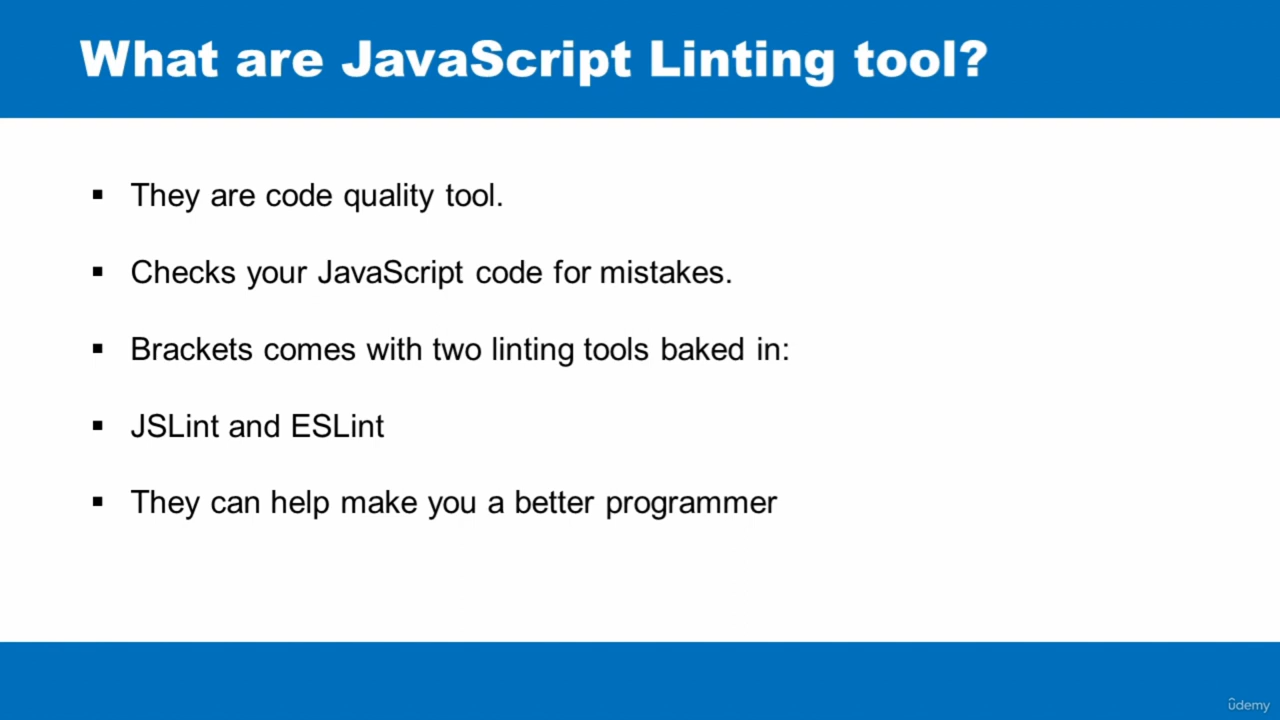 What are JavaScript Linting tool?
▪ They are code quality tool.
▪ Checks your JavaScript code for mistakes.
▪ Brackets comes with two linting tools baked in:
▪ JSLint and ESLint
▪ They can help make you a better programmer
udemy